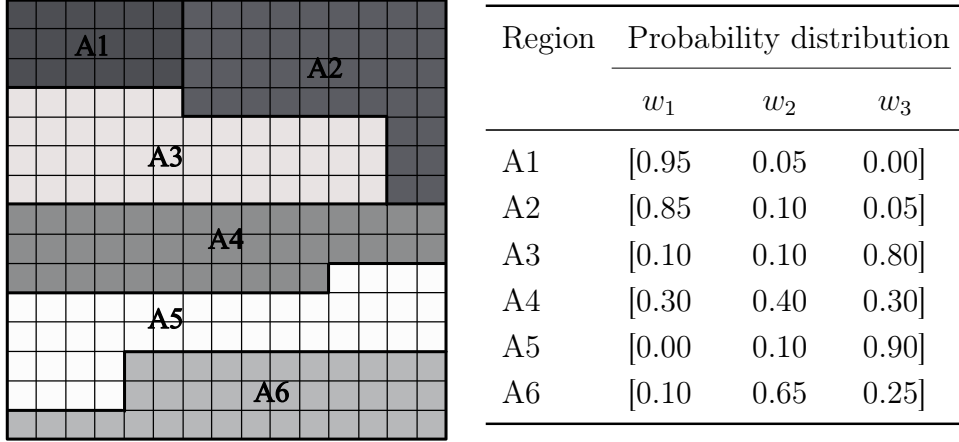 A1
A2
A3
A4
A5
A6
Region Probability distribution
w₁ w₂ w₃
A1 [0.95 0.05 0.00]
A2 [0.85 0.10 0.05]
A3 [0.10 0.10 0.80]
A4 [0.30 0.40 0.30]
A5 [0.00 0.10 0.90]
A6 [0.10 0.65 0.25]